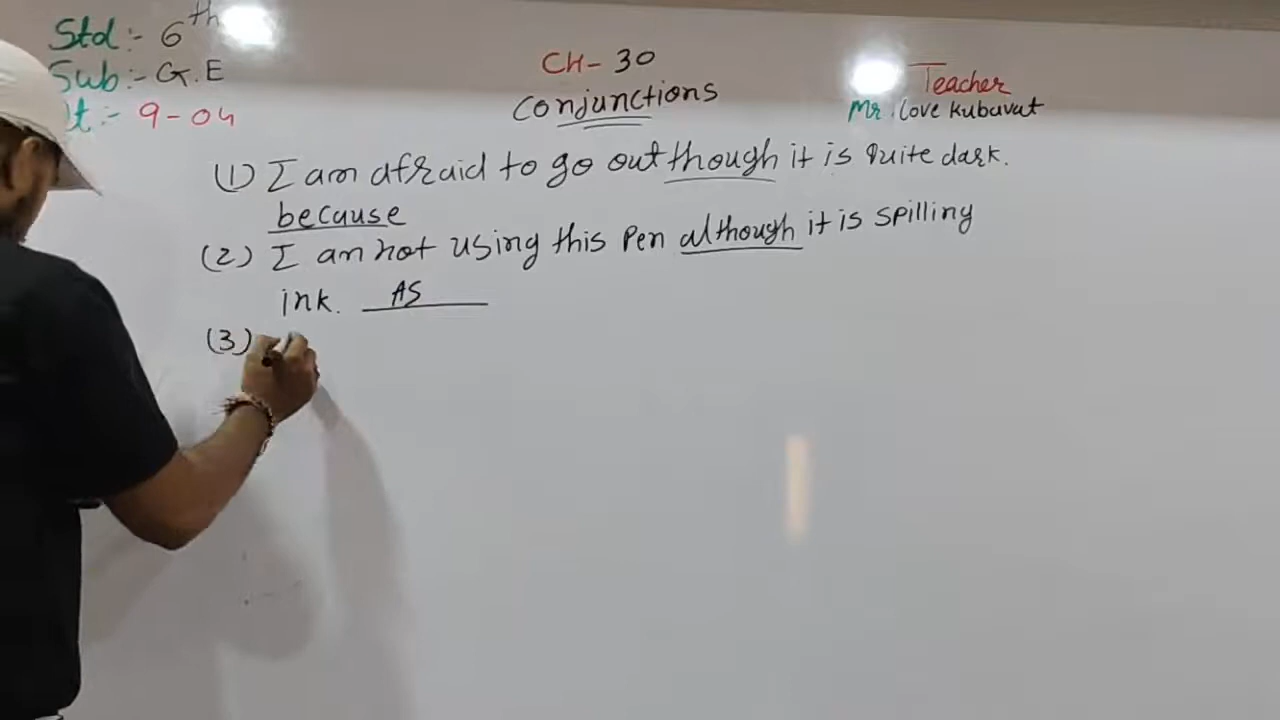 Std :- 6th
Sub :- G.E
t :- 9-04
CH- 30
Conjunctions
Teacher
Mr. Love Kubavat
(1) I am afraid to go out though it is quite dark.
because
(2) I am not using this Pen although it is spilling
ink. AS
(3)